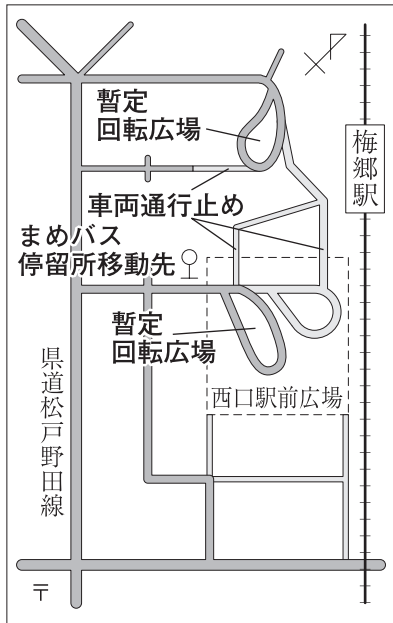 暫定
回転広場
梅郷駅
車両通行止め
まめバス
停留所移動先
暫定
回転広場
県道松戸野田線
西口駅前広場
〒